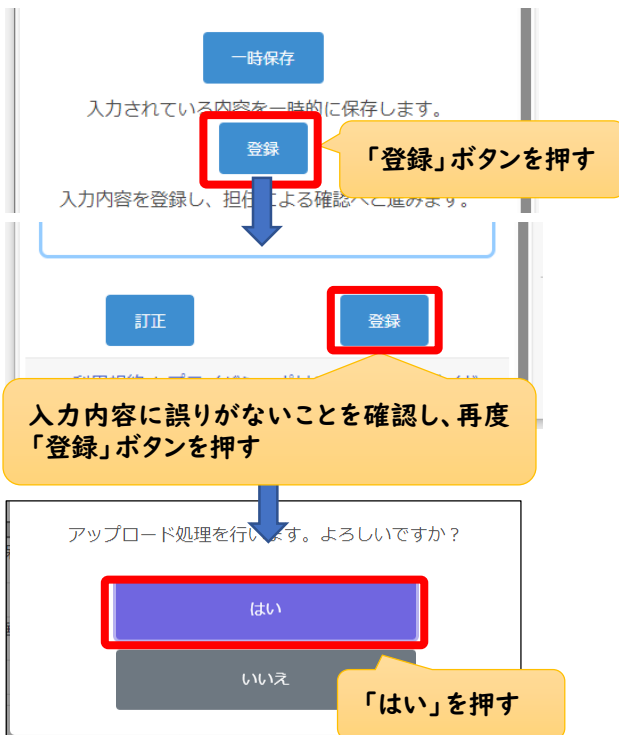 一時保存
入力されている内容を一時的に保存します。
登録
「登録」ボタンを押す
入力内容を登録し、担任による確認へと進みます。
訂正
登録
入力内容に誤りがないことを確認し、再度
「登録」ボタンを押す
アップロード処理を行います。よろしいですか？
はい
いいえ
「はい」を押す